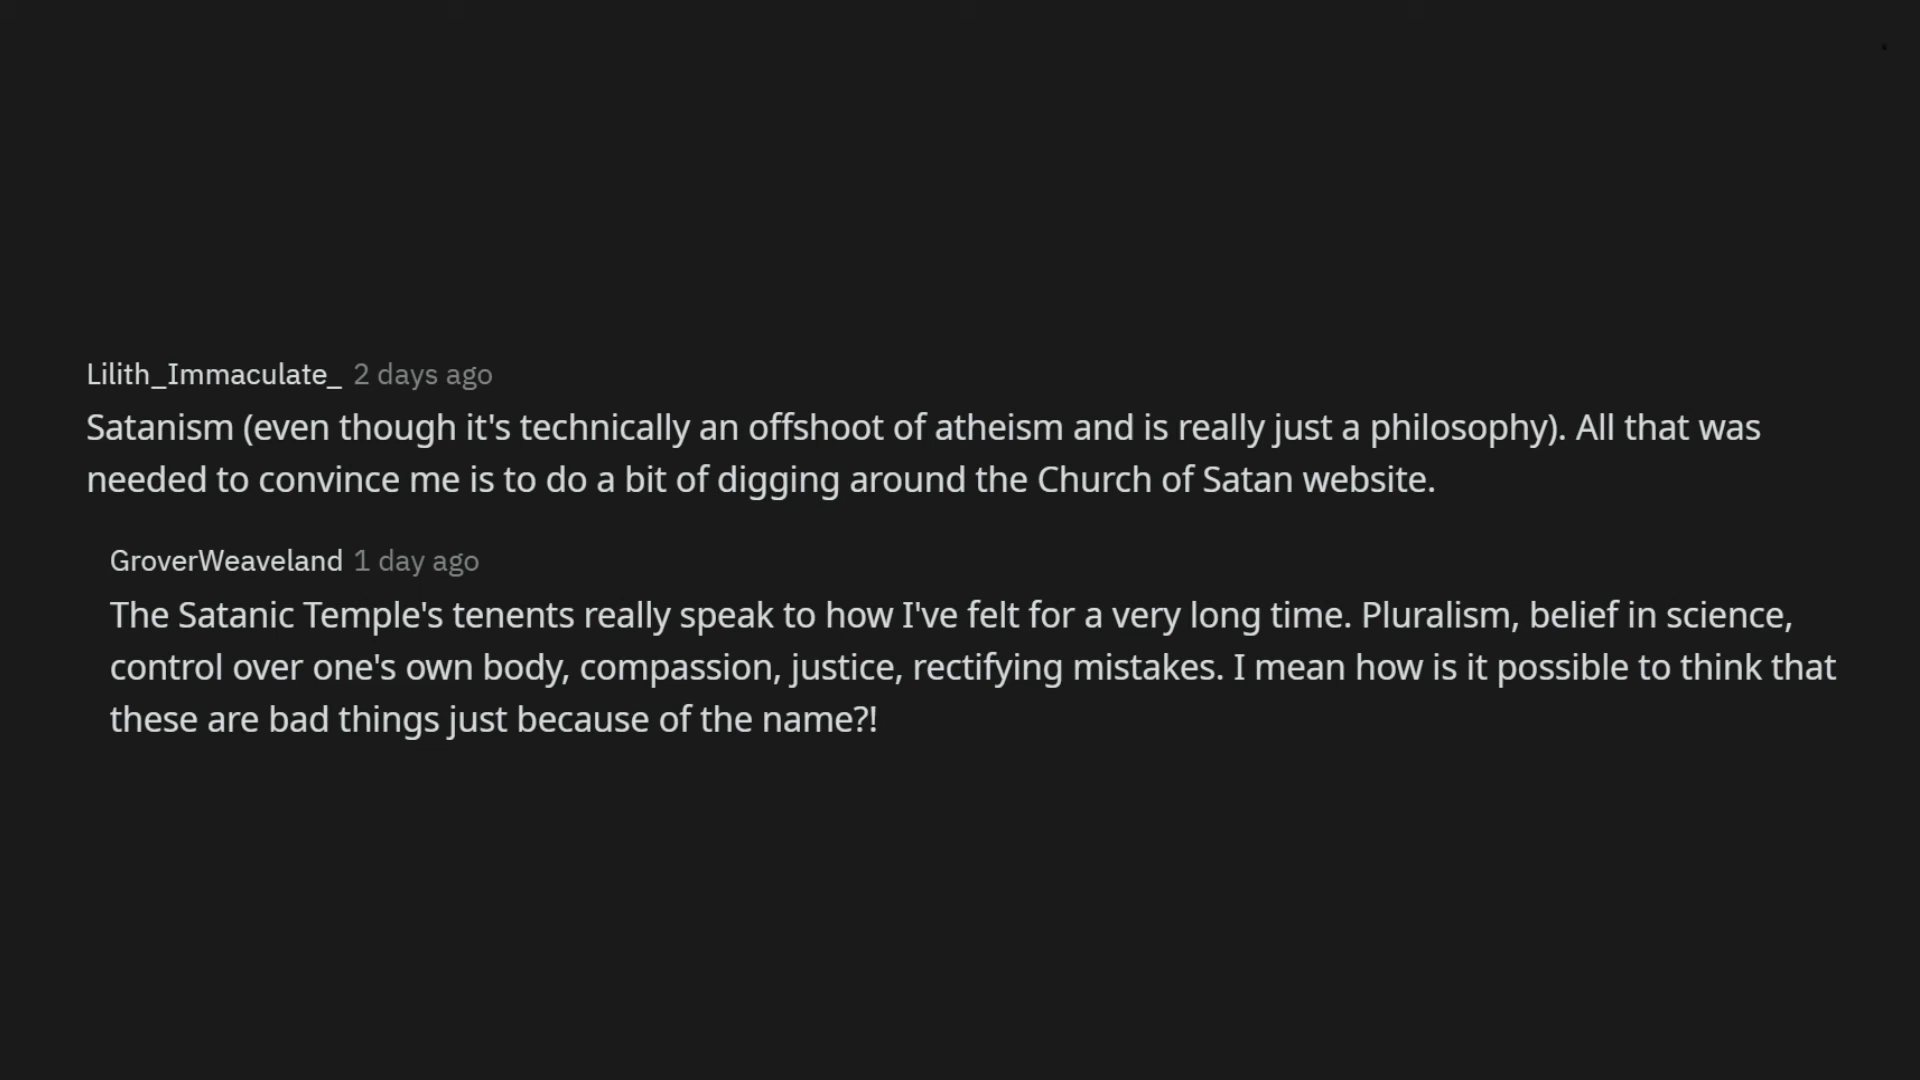 Lilith_Immaculate_ 2 days ago
Satanism (even though it's technically an offshoot of atheism and is really just a philosophy). All that was
needed to convince me is to do a bit of digging around the Church of Satan website.
GroverWeaveland 1 day ago
The Satanic Temple's tenents really speak to how I've felt for a very long time. Pluralism, belief in science,
control over one's own body, compassion, justice, rectifying mistakes. I mean how is it possible to think that
these are bad things just because of the name?!